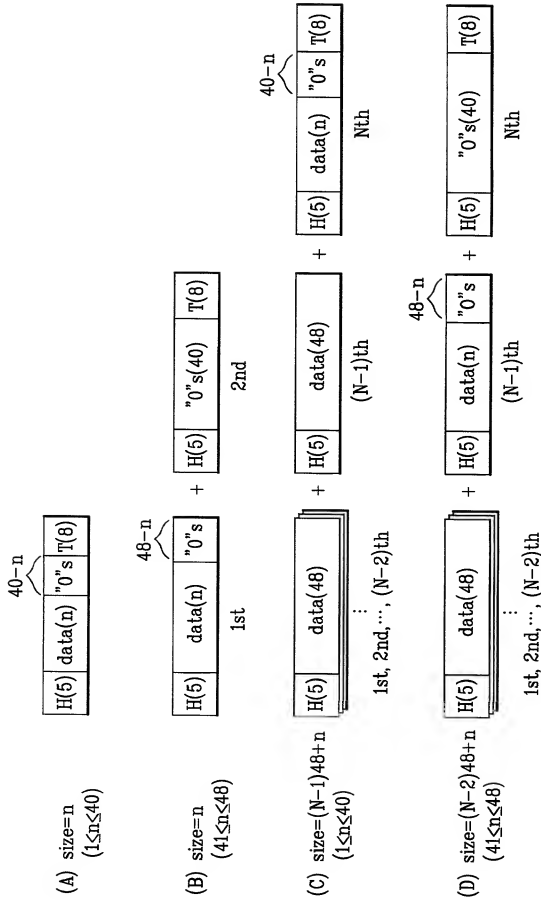 (A) size=n
(1≤n≤40)
40-n
H(5) data(n) "0"s T(8)
(B) size=n
(41≤n≤48)
48-n
H(5) data(n) "0"s + H(5) "0"s(40) T(8)
1st 2nd
(C) size=(N-1)48+n
(1≤n≤40)
40-n
H(5) data(48) + H(5) data(48) + H(5) data(n) "0"s T(8)
⋮
1st, 2nd,…, (N-2)th (N-1)th Nth
(D) size=(N-2)48+n
(41≤n≤48)
48-n
H(5) data(48) + H(5) data(n) "0"s + H(5) "0"s(40) T(8)
⋮
1st, 2nd,…, (N-2)th (N-1)th Nth